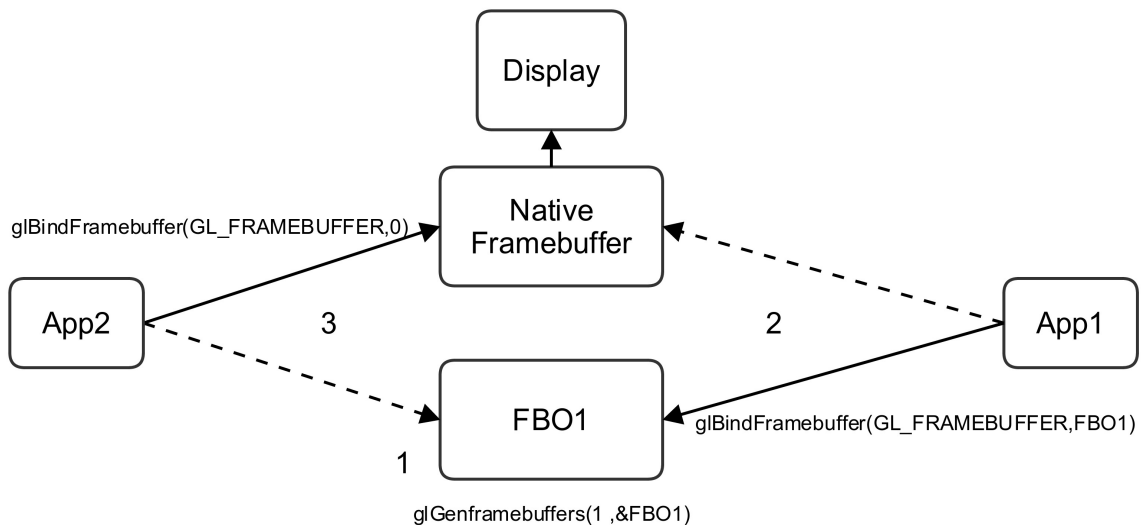 Display
Native
Framebuffer
glBindFramebuffer(GL_FRAMEBUFFER,0)
App2
3
2
App1
FBO1
glBindFramebuffer(GL_FRAMEBUFFER,FBO1)
1
glGenframebuffers(1 ,&FBO1)